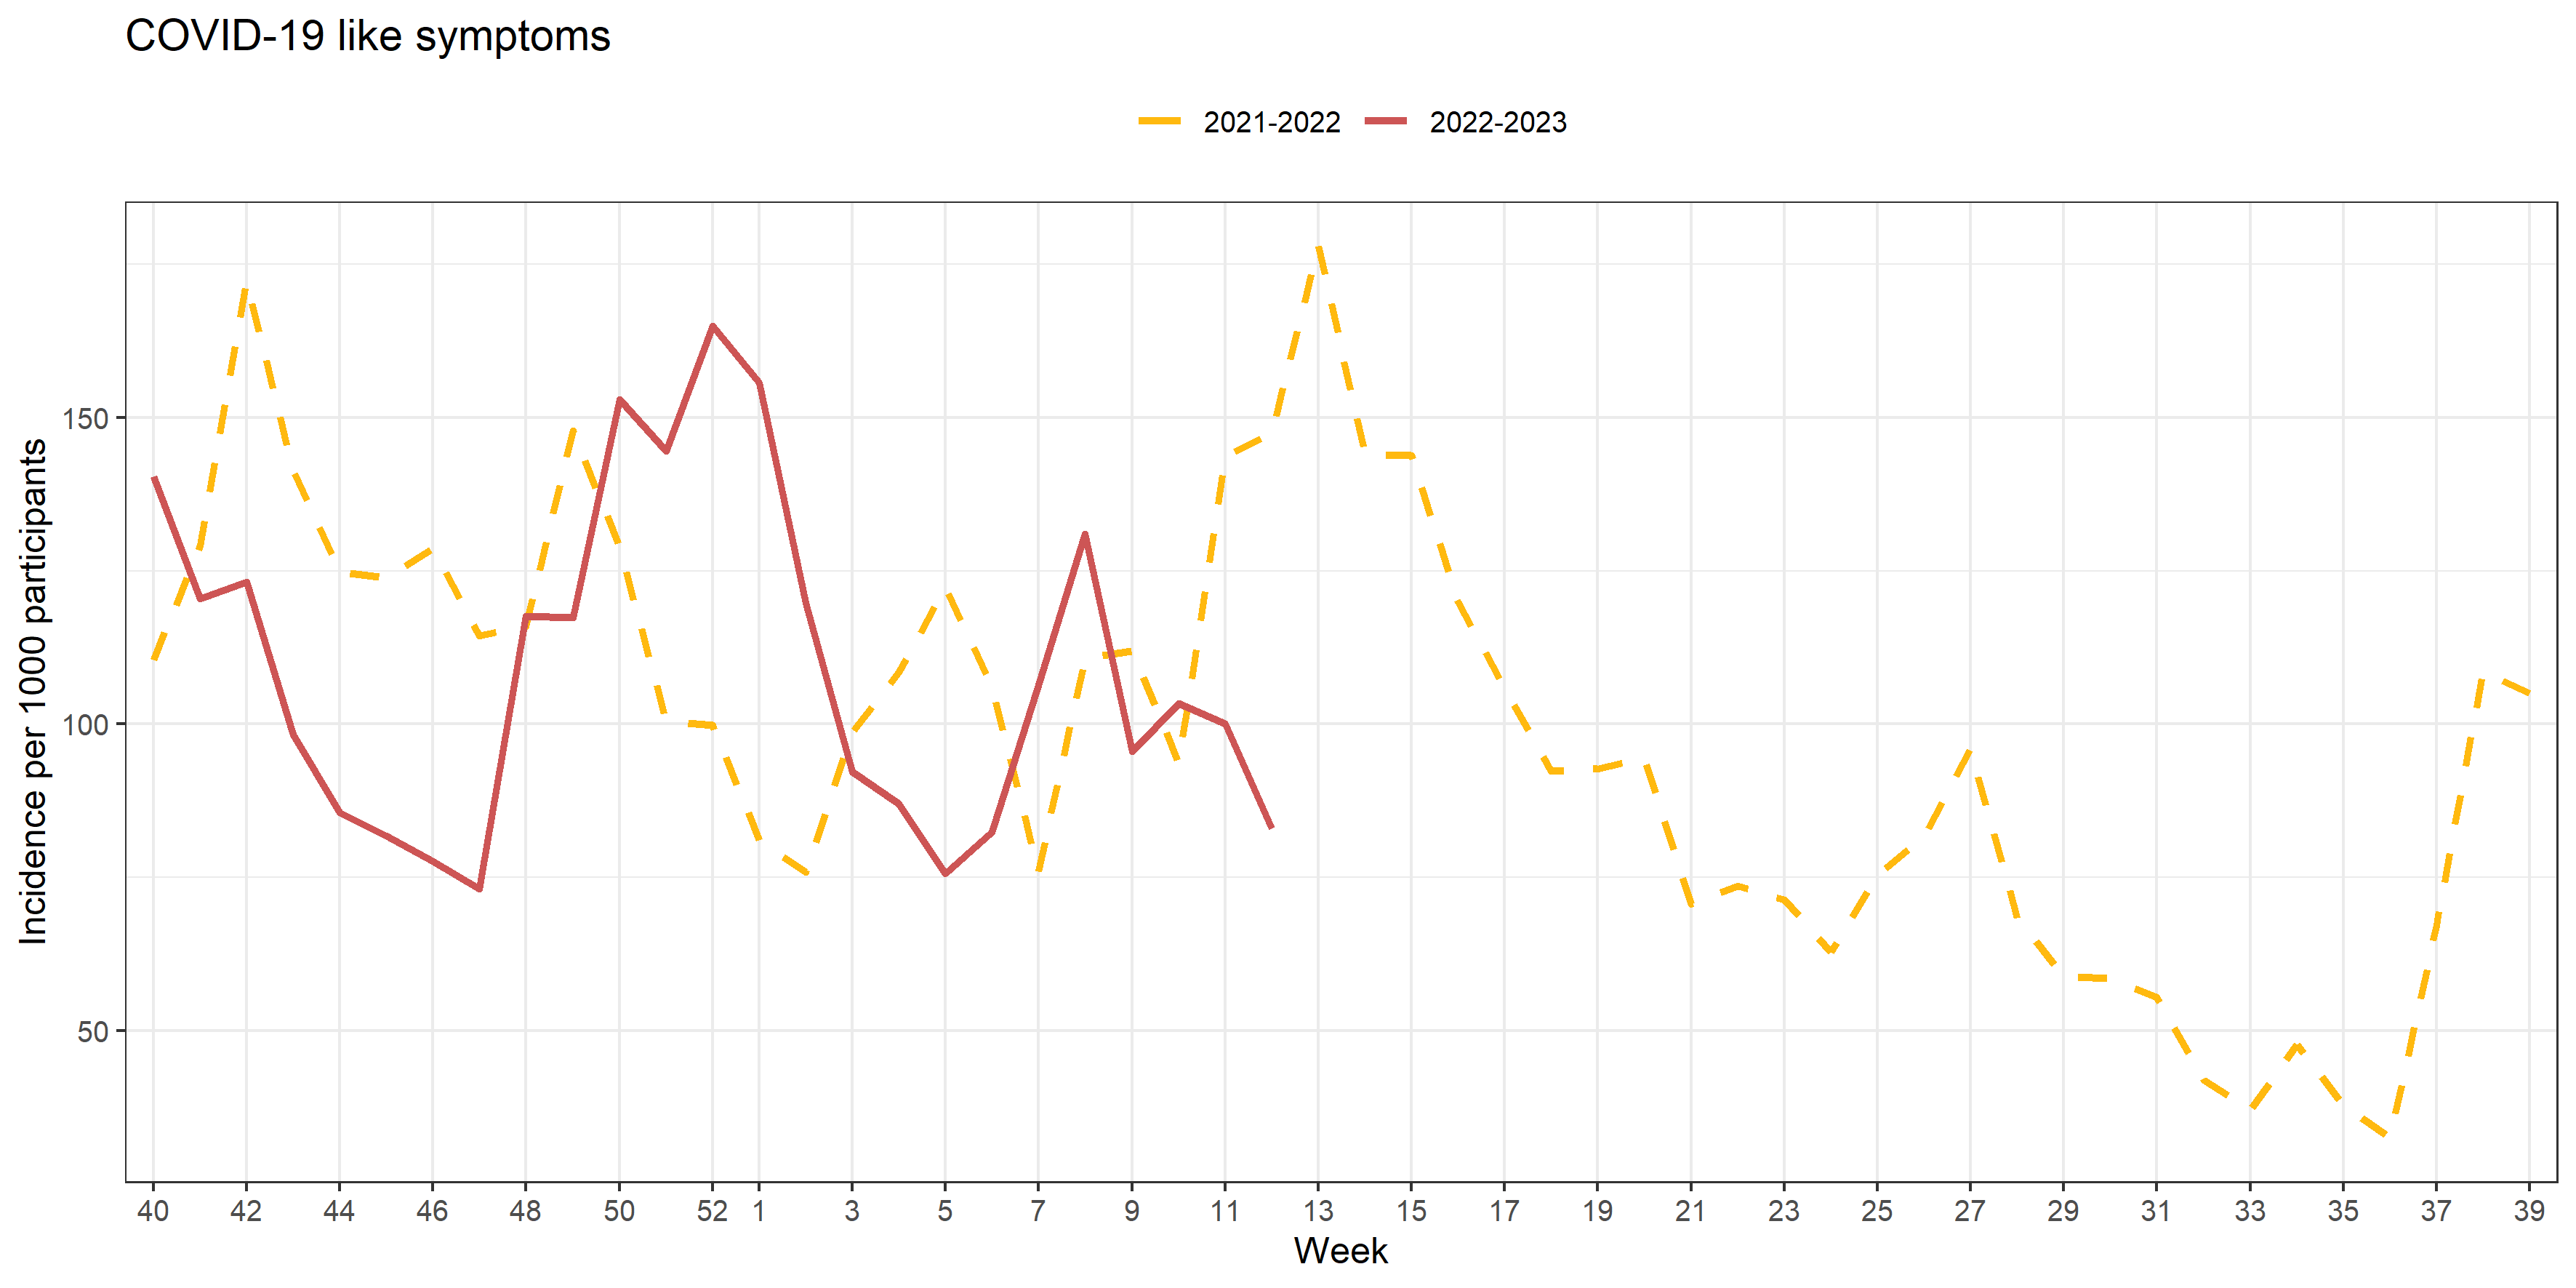 COVID-19 like symptoms
2021-2022 2022-2023
150
100
50
Incidence per 1000 participants
40 42 44 46 48 50 52 1 3 5 7 9 11 13 15 17 19 21 23 25 27 29 31 33 35 37 39
Week